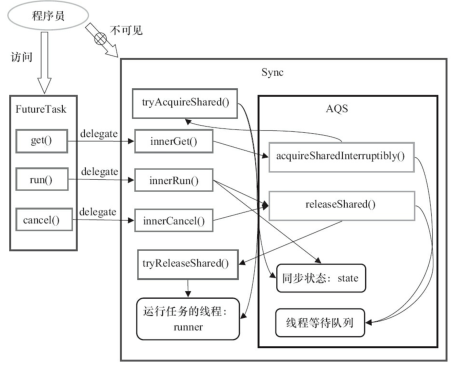 程序员
不可见
访问
Sync
FutureTask
tryAcquireShared()
AQS
get()
delegate
innerGet()
acquireSharedInterruptibly()
run()
delegate
innerRun()
releaseShared()
cancel()
delegate
innerCancel()
tryReleaseShared()
同步状态：state
运行任务的线程：
runner
线程等待队列